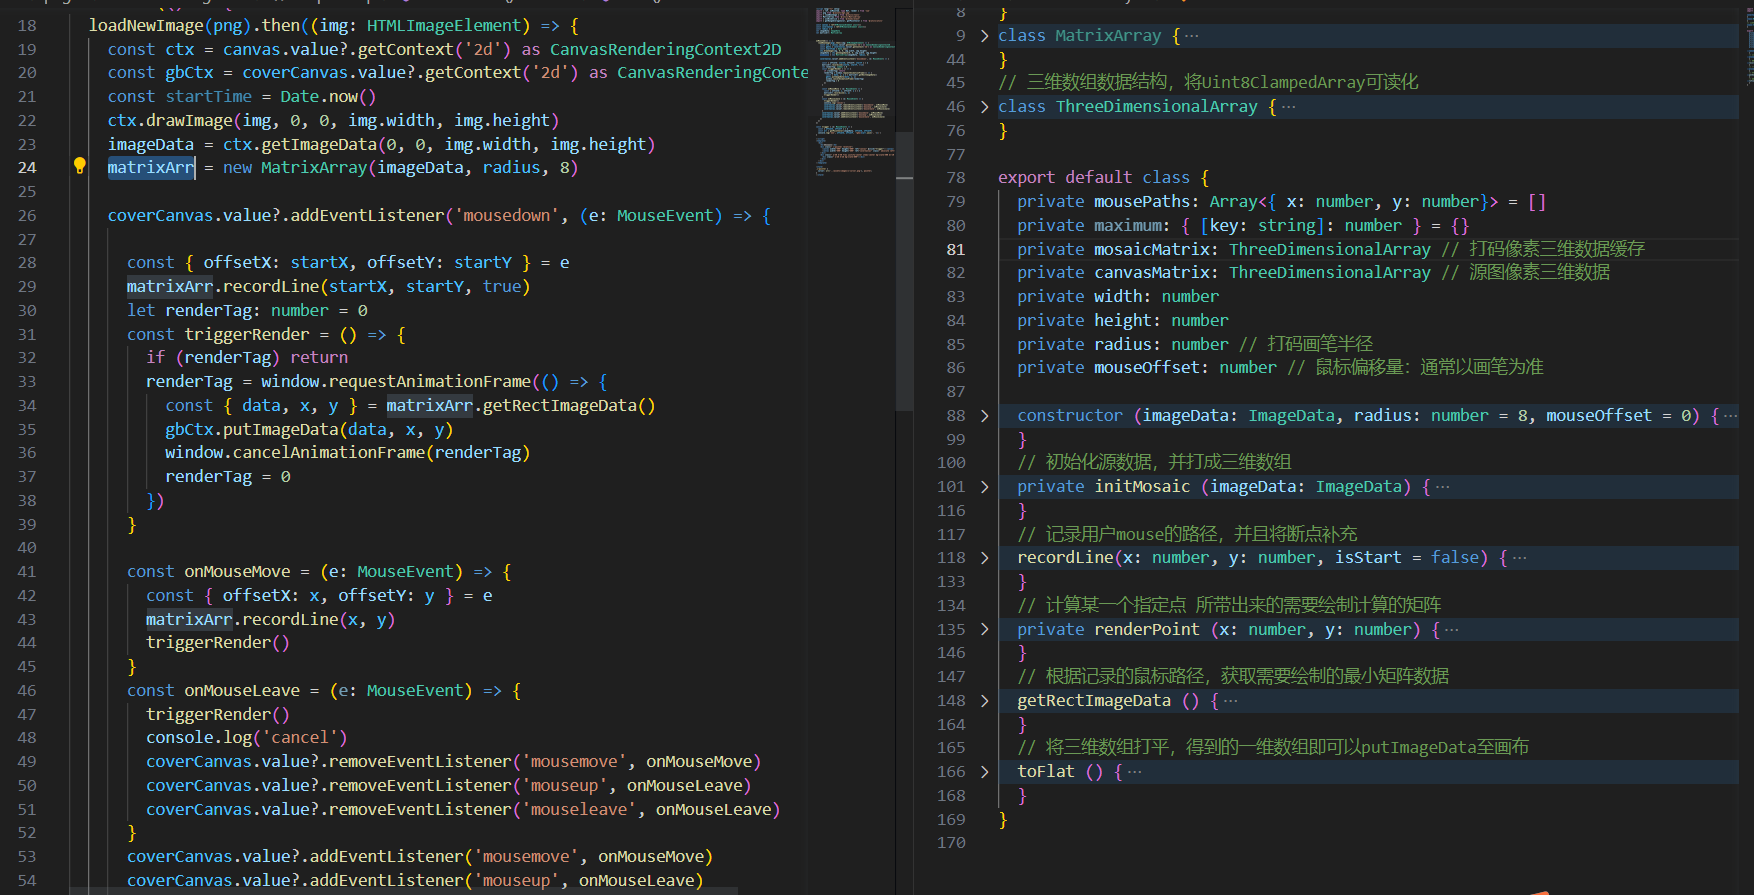 18 loadNewImage(png).then((img: HTMLImageElement) => {
19 const ctx = canvas.value?.getContext('2d') as CanvasRenderingContext2D
20 const gbCtx = coverCanvas.value?.getContext('2d') as CanvasRenderingConte
21 const startTime = Date.now()
22 ctx.drawImage(img, 0, 0, img.width, img.height)
23 imageData = ctx.getImageData(0, 0, img.width, img.height)
24 matrixArr = new MatrixArray(imageData, radius, 8)
25
26 coverCanvas.value?.addEventListener('mousedown', (e: MouseEvent) => {
27
28 const { offsetX: startX, offsetY: startY } = e
29 matrixArr.recordLine(startX, startY, true)
30 let renderTag: number = 0
31 const triggerRender = () => {
32 if (renderTag) return
33 renderTag = window.requestAnimationFrame(() => {
34 const { data, x, y } = matrixArr.getRectImageData()
35 gbCtx.putImageData(data, x, y)
36 window.cancelAnimationFrame(renderTag)
37 renderTag = 0
38 })
39 }
40
41 const onMouseMove = (e: MouseEvent) => {
42 const { offsetX: x, offsetY: y } = e
43 matrixArr.recordLine(x, y)
44 triggerRender()
45 }
46 const onMouseLeave = (e: MouseEvent) => {
47 triggerRender()
48 console.log('cancel')
49 coverCanvas.value?.removeEventListener('mousemove', onMouseMove)
50 coverCanvas.value?.removeEventListener('mouseup', onMouseLeave)
51 coverCanvas.value?.removeEventListener('mouseleave', onMouseLeave)
52 }
53 coverCanvas.value?.addEventListener('mousemove', onMouseMove)
54 coverCanvas.value?.addEventListener('mouseup', onMouseLeave)
8 }
9 class MatrixArray {···
44 }
45 // 三维数组数据结构，将Uint8ClampedArray可读化
46 class ThreeDimensionalArray {···
76 }
77
78 export default class {
79 private mousePaths: Array<{ x: number, y: number}> = []
80 private maximum: { [key: string]: number } = {}
81 private mosaicMatrix: ThreeDimensionalArray // 打码像素三维数据缓存
82 private canvasMatrix: ThreeDimensionalArray // 源图像素三维数据
83 private width: number
84 private height: number
85 private radius: number // 打码画笔半径
86 private mouseOffset: number // 鼠标偏移量：通常以画笔为准
87
88 constructor (imageData: ImageData, radius: number = 8, mouseOffset = 0) {···
99 }
100 // 初始化源数据，并打成三维数组
101 private initMosaic (imageData: ImageData) {···
116 }
117 // 记录用户mouse的路径，并且将断点补充
118 recordLine(x: number, y: number, isStart = false) {···
133 }
134 // 计算某一个指定点 所带出来的需要绘制计算的矩阵
135 private renderPoint (x: number, y: number) {···
146 }
147 // 根据记录的鼠标路径，获取需要绘制的最小矩阵数据
148 getRectImageData () {···
164 }
165 // 将三维数组打平，得到的一维数组即可以putImageData至画布
166 toFlat () {···
168 }
169 }
170